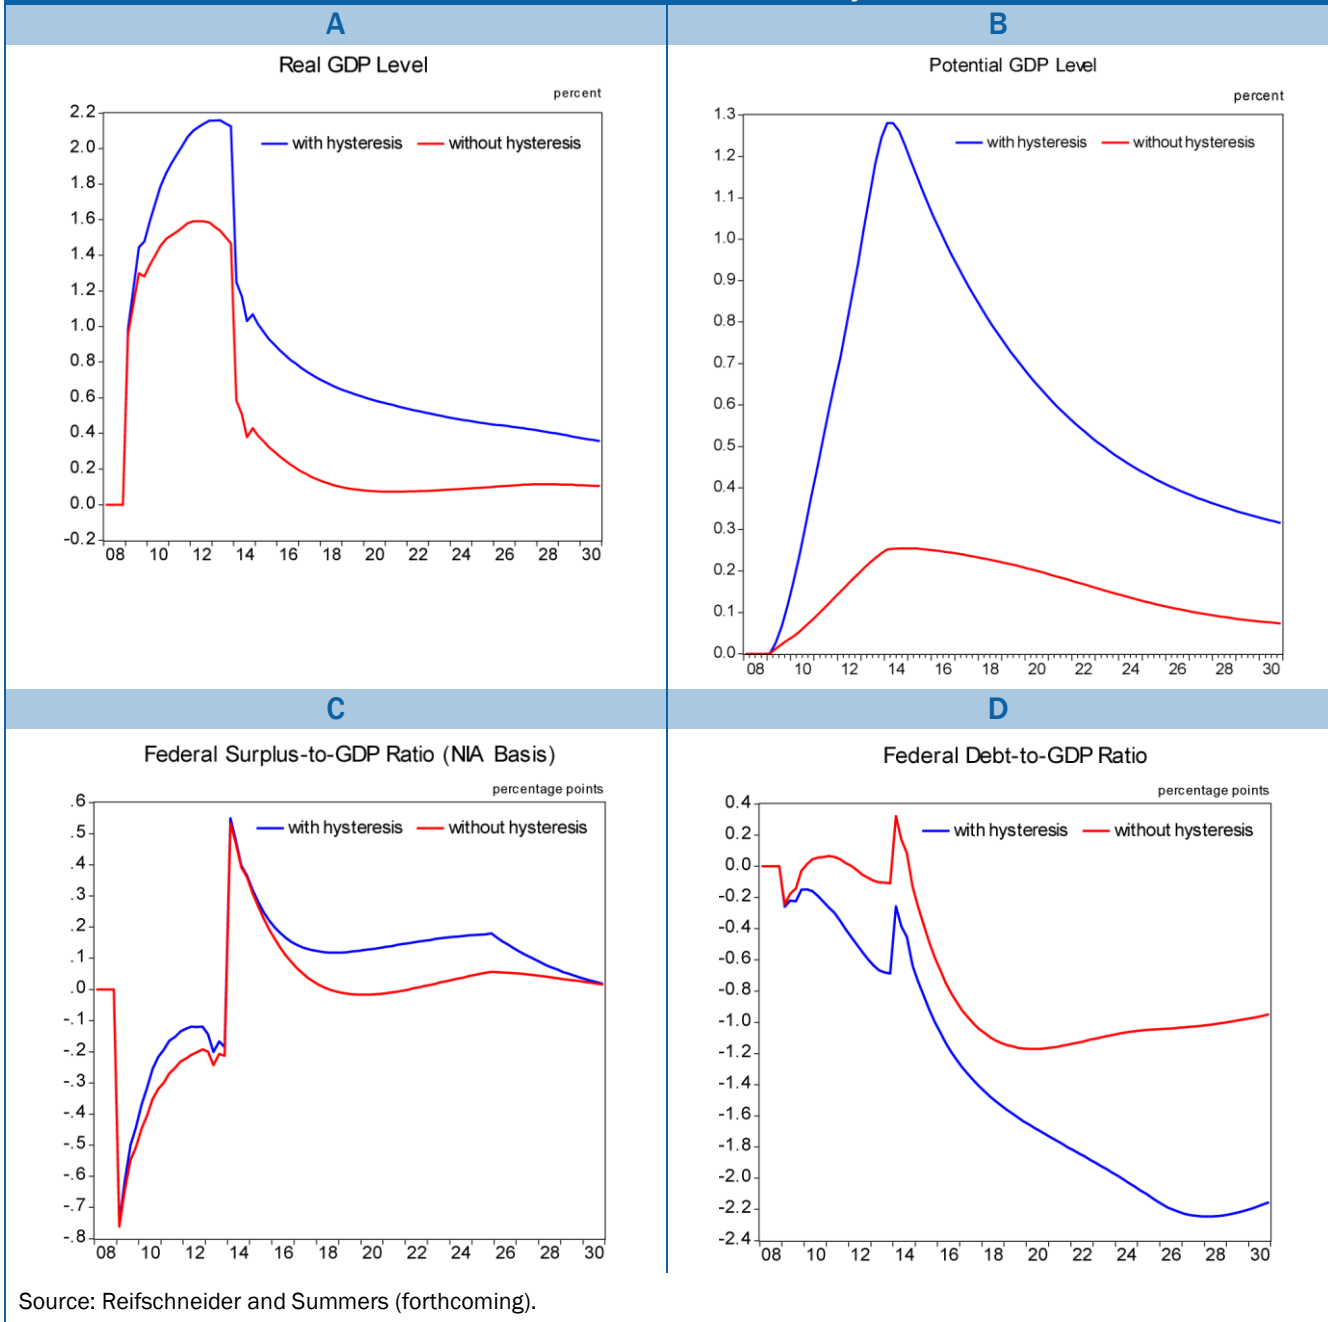 A
Real GDP Level
percent
with hysteresis without hysteresis
2.2
2.0
1.8
1.6
1.4
1.2
1.0
0.8
0.6
0.4
0.2
0.0
-0.2
08 10 12 14 16 18 20 22 24 26 28 30
B
Potential GDP Level
percent
with hysteresis without hysteresis
1.3
1.2
1.1
1.0
0.9
0.8
0.7
0.6
0.5
0.4
0.3
0.2
0.1
0.0
08 10 12 14 16 18 20 22 24 26 28 30
C
Federal Surplus-to-GDP Ratio (NIA Basis)
percentage points
with hysteresis without hysteresis
.6
.5
.4
.3
.2
.1
.0
-.1
-.2
-.3
-.4
-.5
-.6
-.7
-.8
08 10 12 14 16 18 20 22 24 26 28 30
D
Federal Debt-to-GDP Ratio
percentage points
with hysteresis without hysteresis
0.4
0.2
0.0
-0.2
-0.4
-0.6
-0.8
-1.0
-1.2
-1.4
-1.6
-1.8
-2.0
-2.2
-2.4
08 10 12 14 16 18 20 22 24 26 28 30
Source: Reifschneider and Summers (forthcoming).